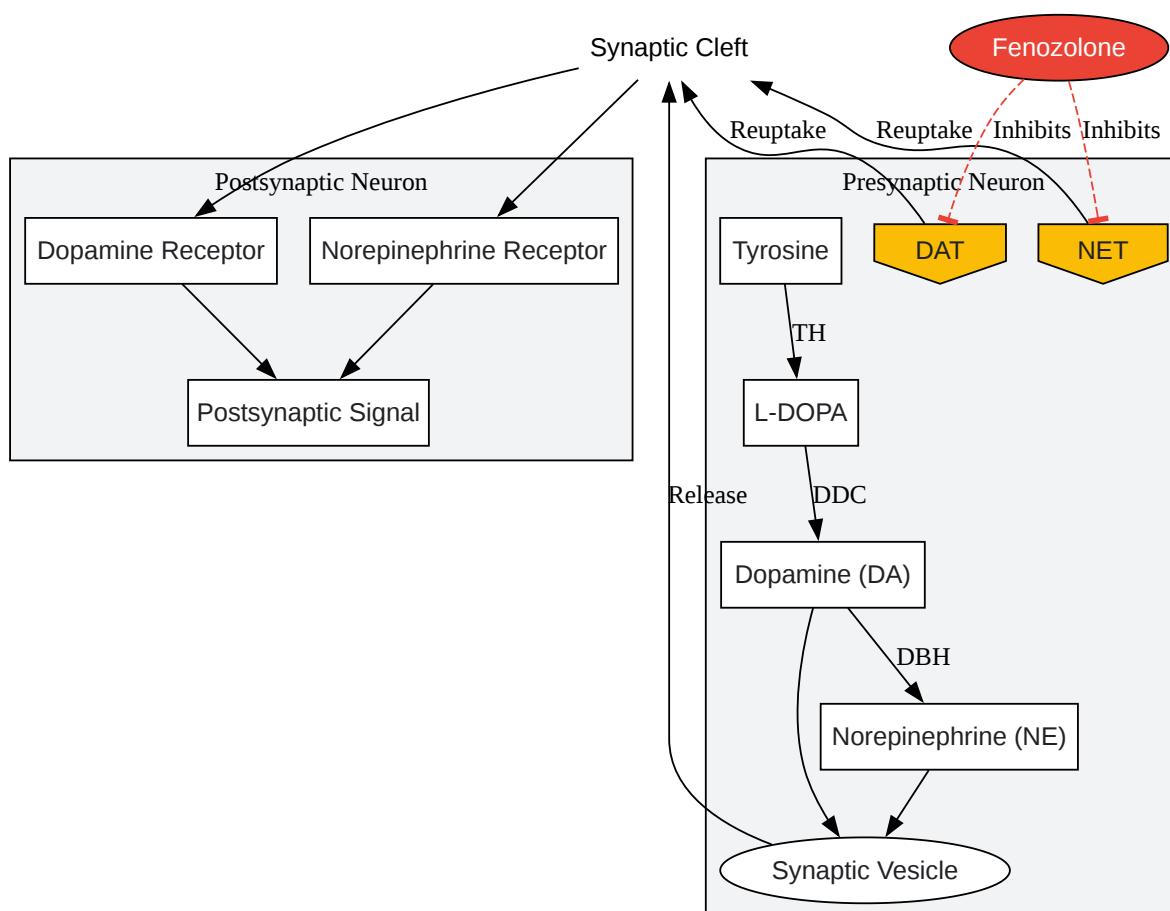 Synaptic Cleft
Fenozolone
Reuptake
Reuptake
Inhibits
Inhibits
Postsynaptic Neuron
Presynaptic Neuron
Dopamine Receptor
Norepinephrine Receptor
Tyrosine
DAT
NET
TH
Postsynaptic Signal
L-DOPA
Release
DDC
Dopamine (DA)
DBH
Norepinephrine (NE)
Synaptic Vesicle